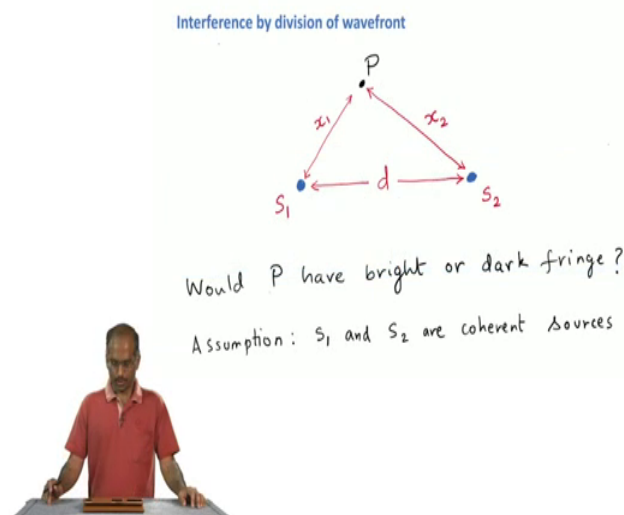 Interference by division of wavefront
P
x₁
x₂
d
S₁
S₂
Would P have bright or dark fringe?
Assumption: S₁ and S₂ are coherent sources